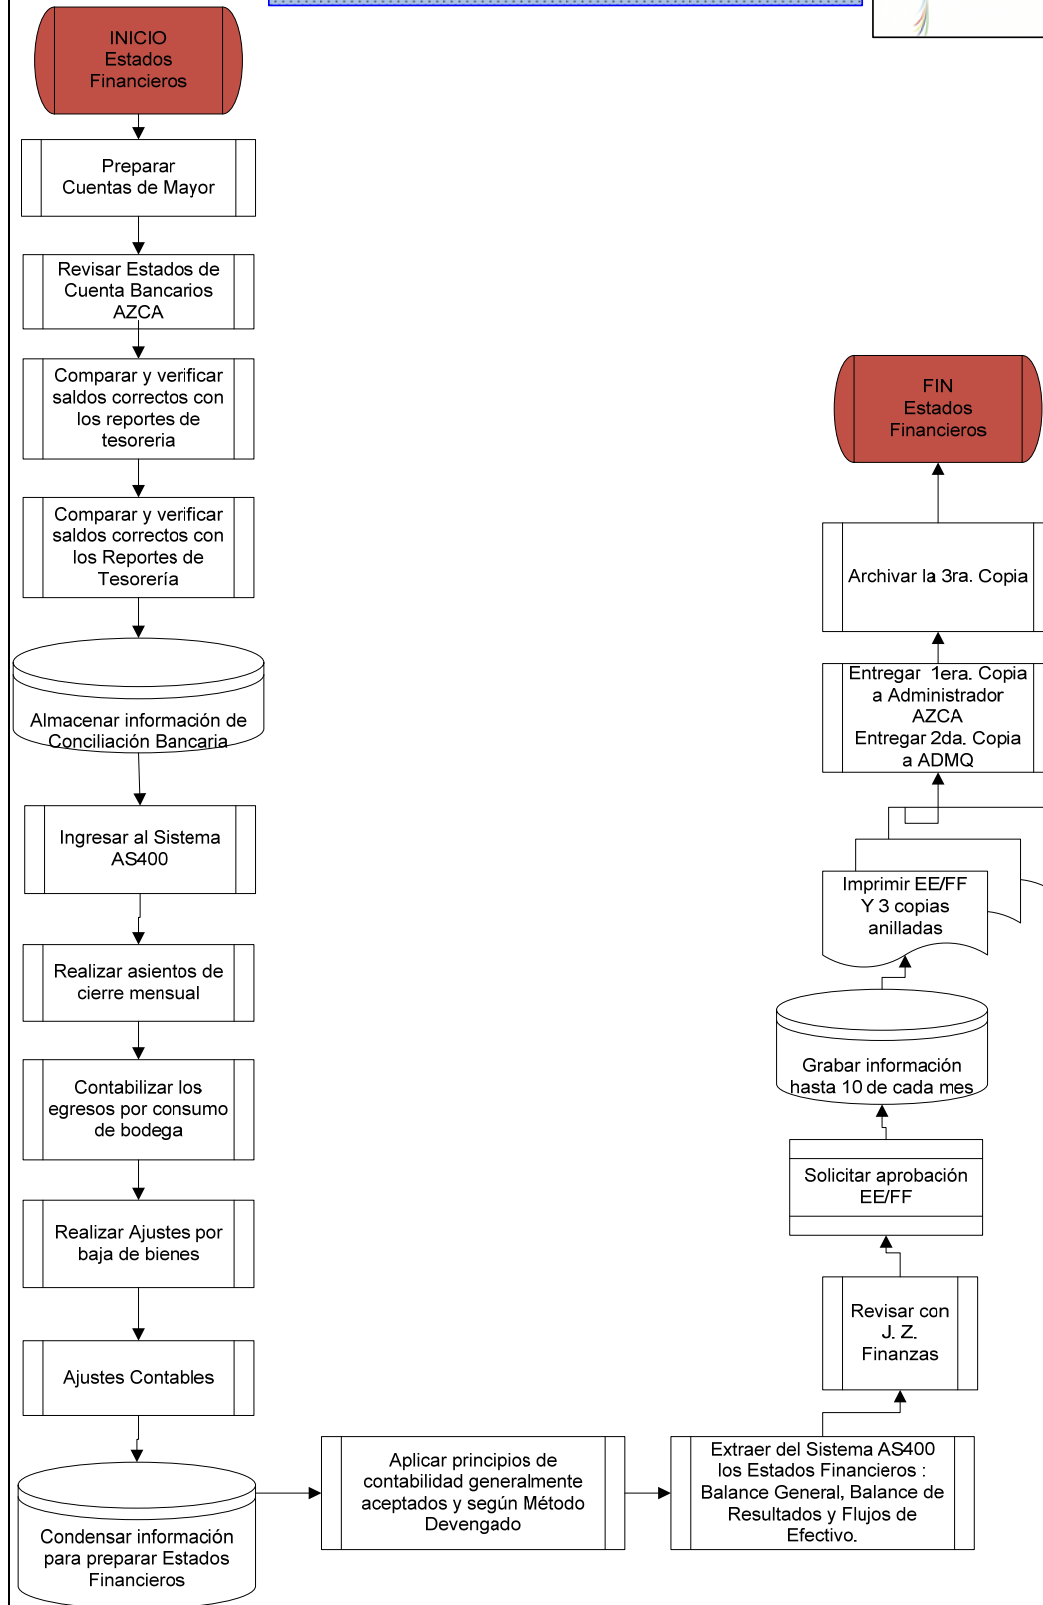 INICIO
Estados
Financieros
Preparar
Cuentas de Mayor
Revisar Estados de
Cuenta Bancarios
AZCA
Comparar y verificar
saldos correctos con
los reportes de
tesoreria
Comparar y verificar
saldos correctos con
los Reportes de
Tesorería
Almacenar información de
Conciliación Bancaria
Ingresar al Sistema
AS400
Realizar asientos de
cierre mensual
Contabilizar los
egresos por consumo
de bodega
Realizar Ajustes por
baja de bienes
Ajustes Contables
Condensar información
para preparar Estados
Financieros
Aplicar principios de
contabilidad generalmente
aceptados y según Método
Devengado
Extraer del Sistema AS400
los Estados Financieros :
Balance General, Balance de
Resultados y Flujos de
Efectivo.
Revisar con
J. Z.
Finanzas
Solicitar aprobación
EE/FF
Grabar información
hasta 10 de cada mes
Imprimir EE/FF
Y 3 copias
anilladas
Entregar 1era. Copia
a Administrador
AZCA
Entregar 2da. Copia
a ADMQ
Archivar la 3ra. Copia
FIN
Estados
Financieros